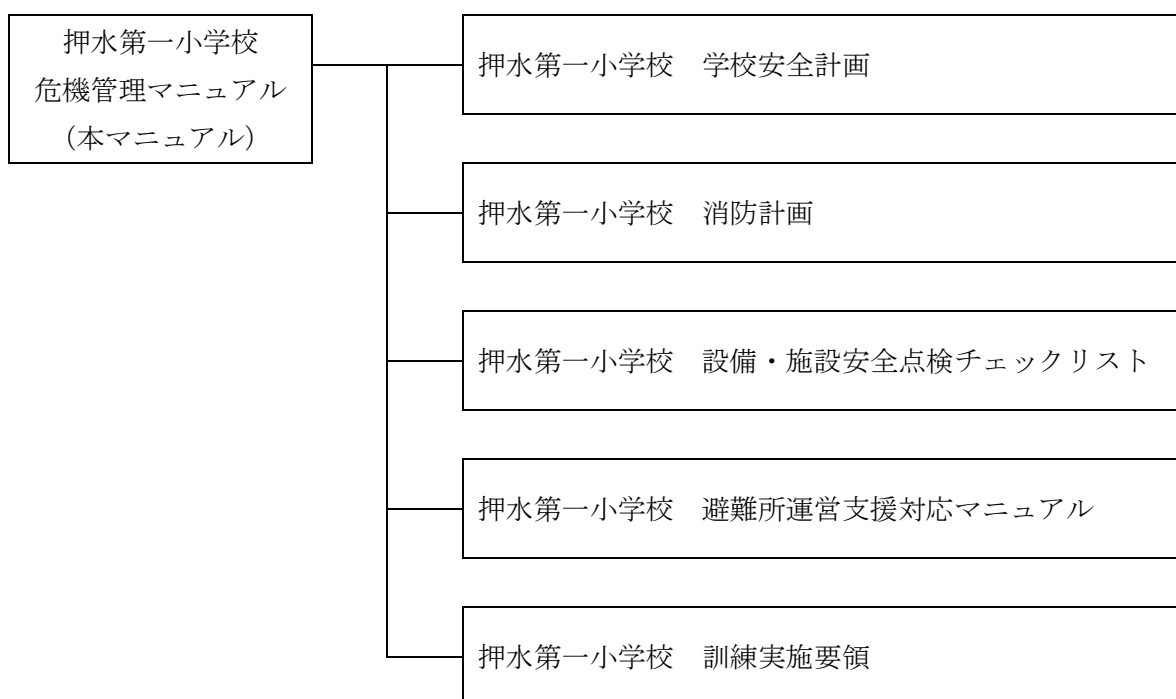 押水第一小学校
危機管理マニュアル
（本マニュアル）
押水第一小学校　学校安全計画
押水第一小学校　消防計画
押水第一小学校　設備・施設安全点検チェックリスト
押水第一小学校　避難所運営支援対応マニュアル
押水第一小学校　訓練実施要領